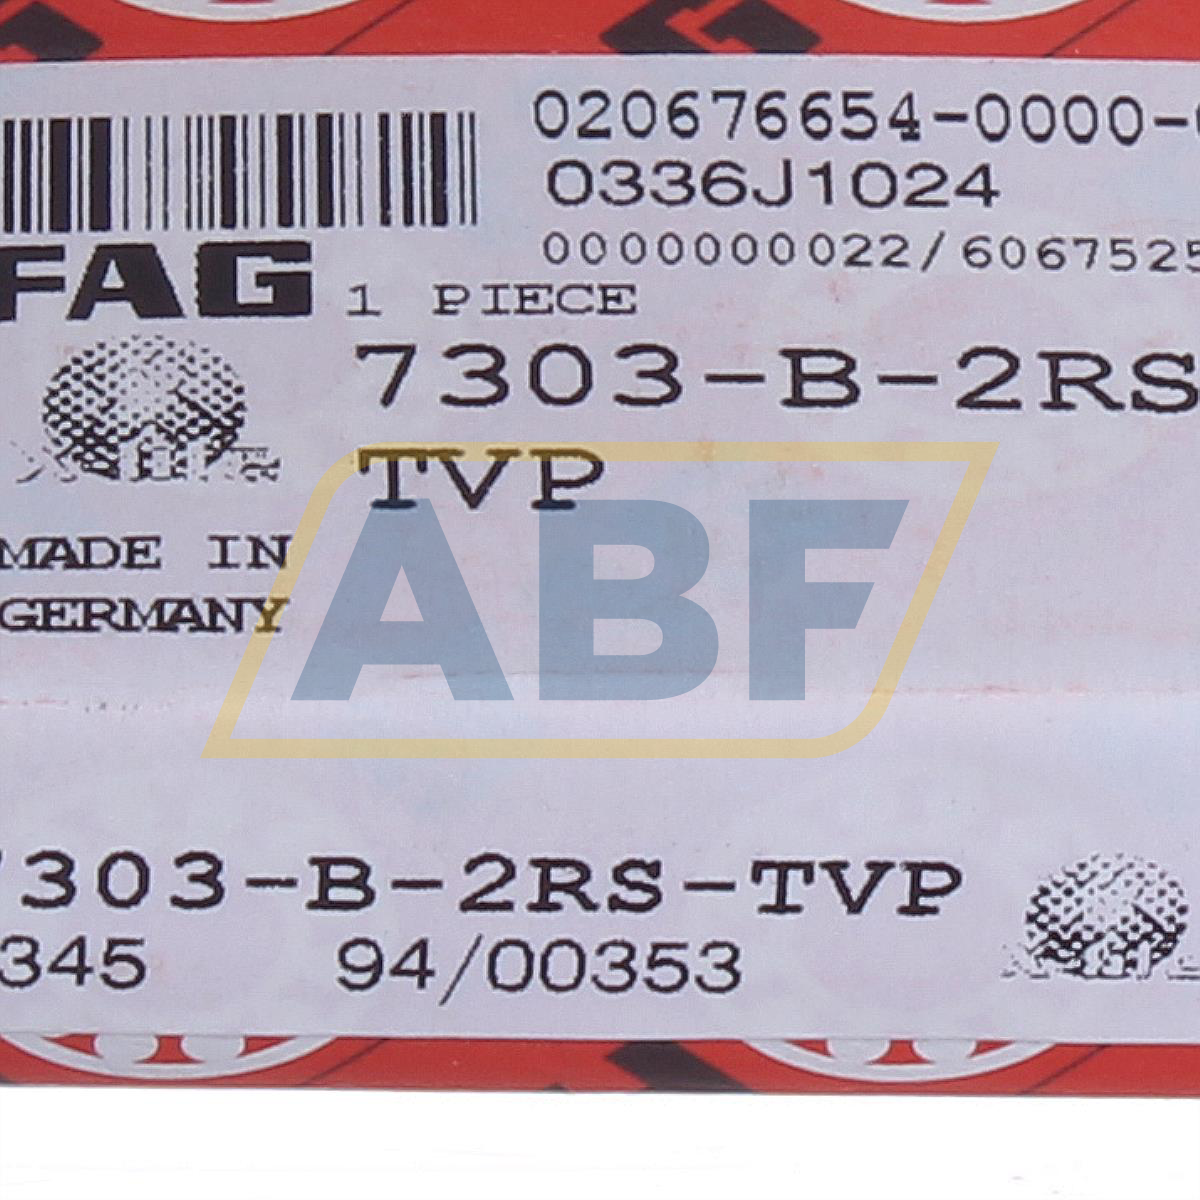 020676654-0000-
0336J1024
0000000022/6067525
FAG
1 PIECE
7303-B-2RS
TVP
MADE IN
GERMANY
ABF
7303-B-2RS-TVP
345 94/00353